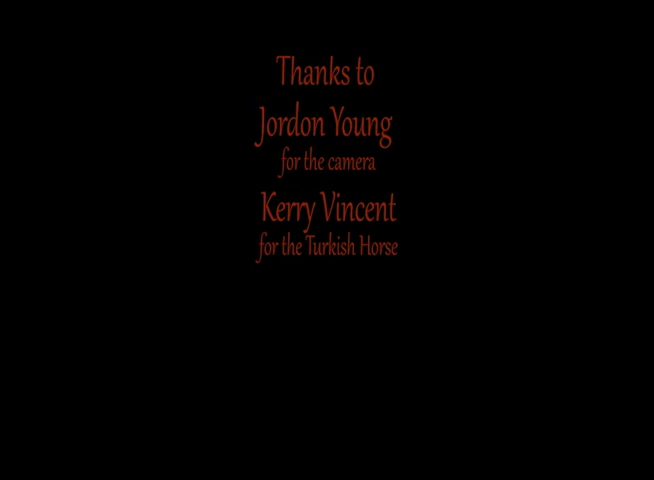 Thanks to
Jordon Young
for the camera
Kerry Vincent
for the Turkish Horse